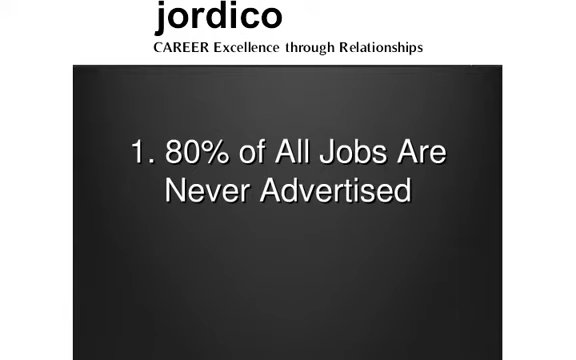 jordico
CAREER Excellence through Relationships
1. 80% of All Jobs Are
Never Advertised